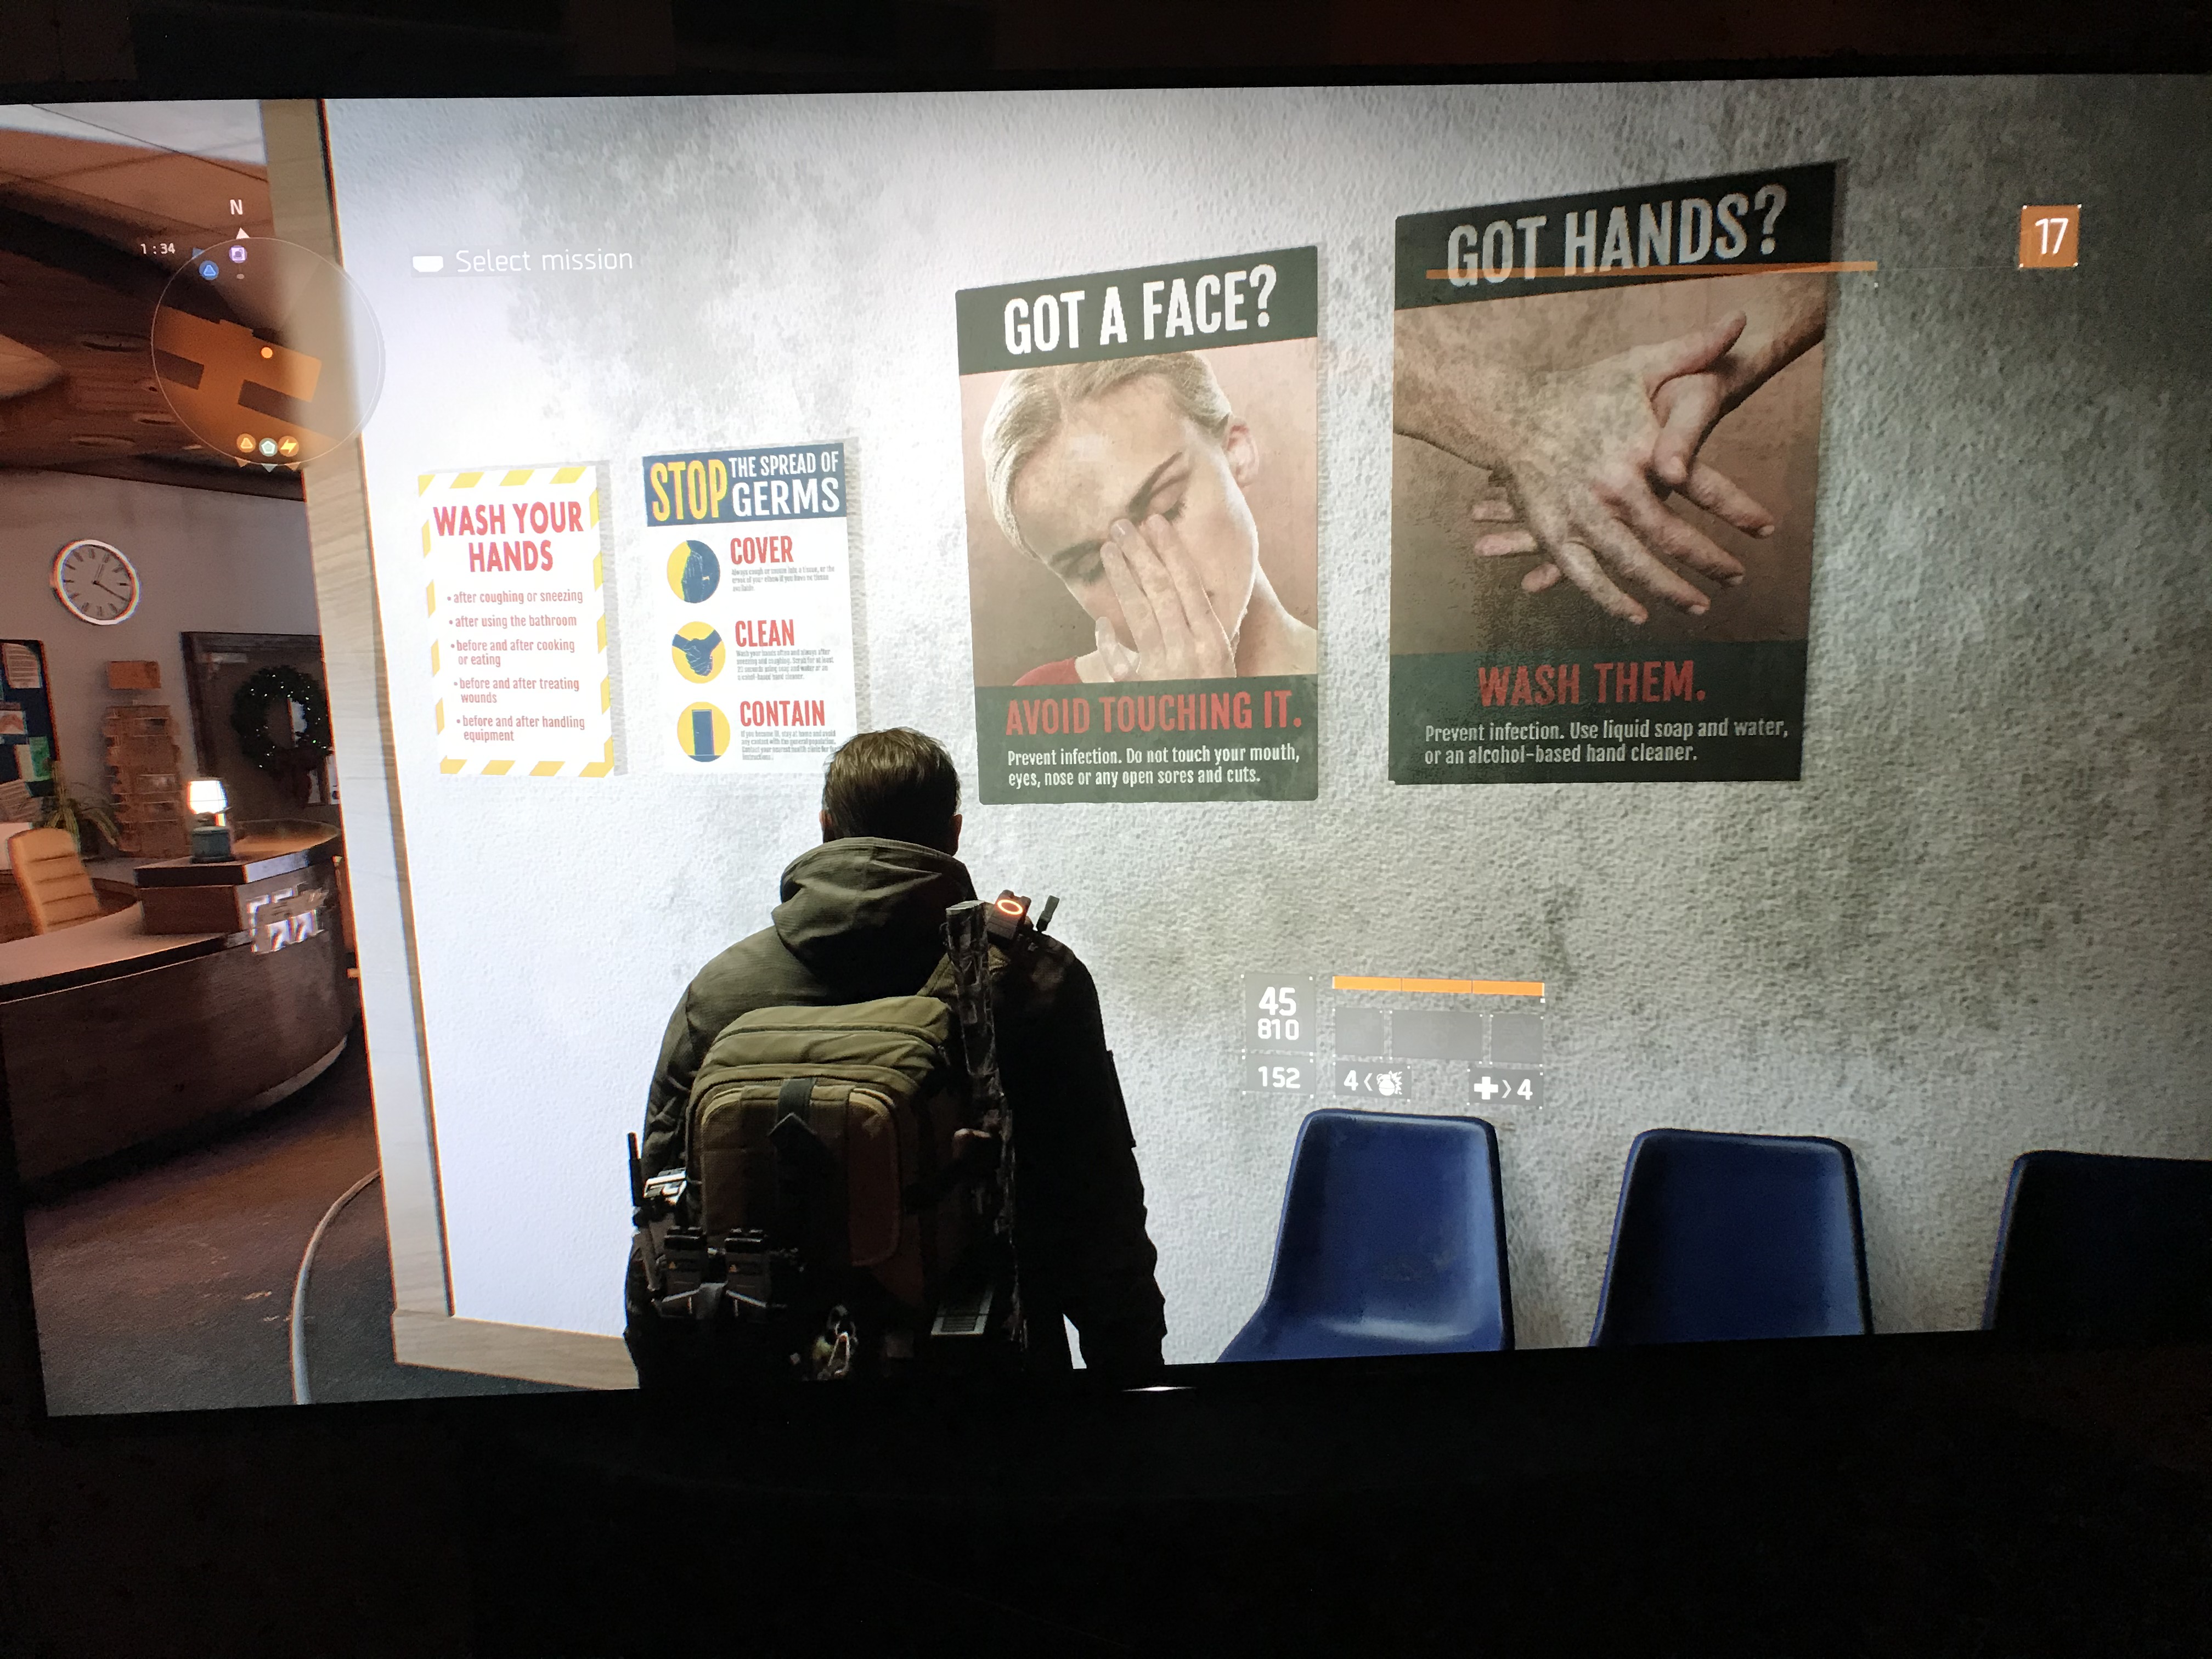 N
1:34
Select mission
17
WASH YOUR
HANDS
• after coughing or sneezing
• after using the bathroom
• before and after cooking
or eating
• before and after treating
wounds
• before and after handling
equipment
STOP THE SPREAD OF
GERMS
COVER
CLEAN
CONTAIN
GOT A FACE?
AVOID TOUCHING IT.
Prevent infection. Do not touch your mouth,
eyes, nose or any open sores and cuts.
GOT HANDS?
WASH THEM.
Prevent infection. Use liquid soap and water,
or an alcohol-based hand cleaner.
45
810
152
4<
>4